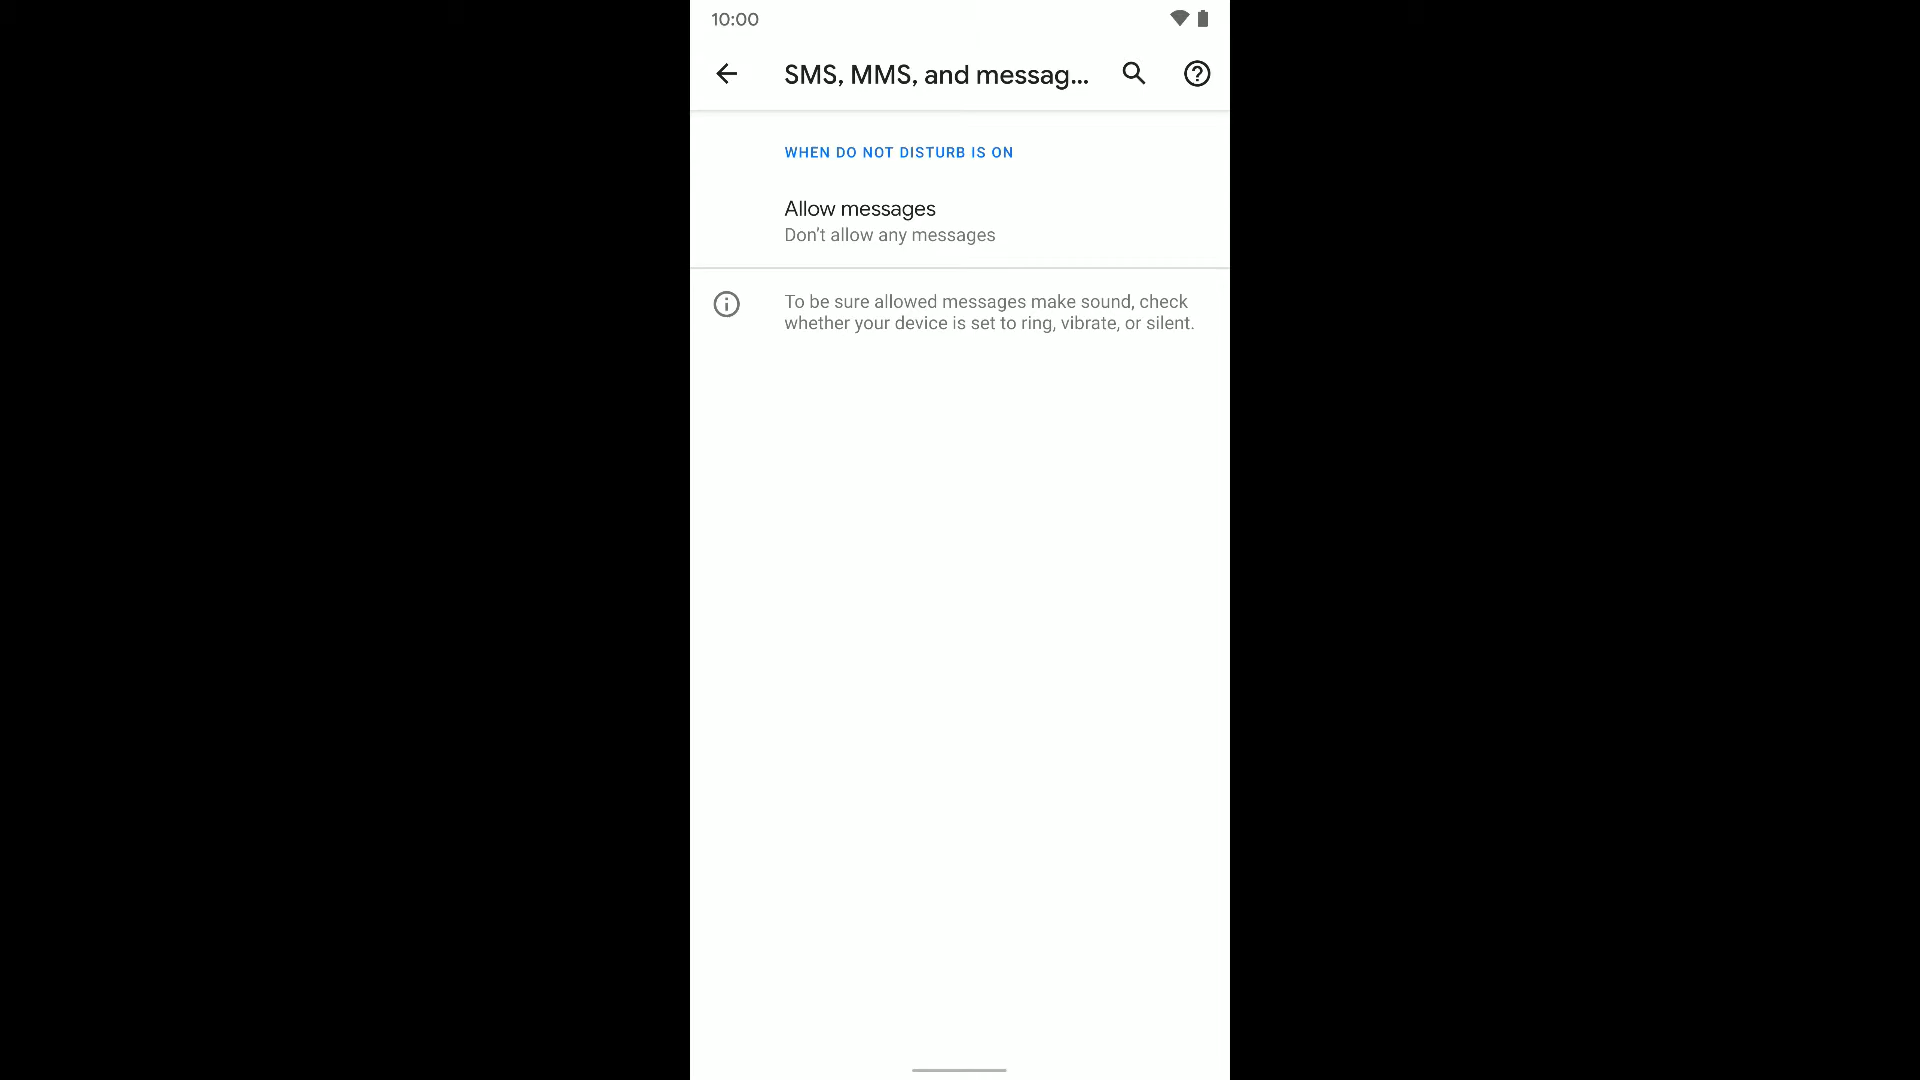 10:00
SMS, MMS, and messag...
WHEN DO NOT DISTURB IS ON
Allow messages
Don't allow any messages
To be sure allowed messages make sound, check
whether your device is set to ring, vibrate, or silent.